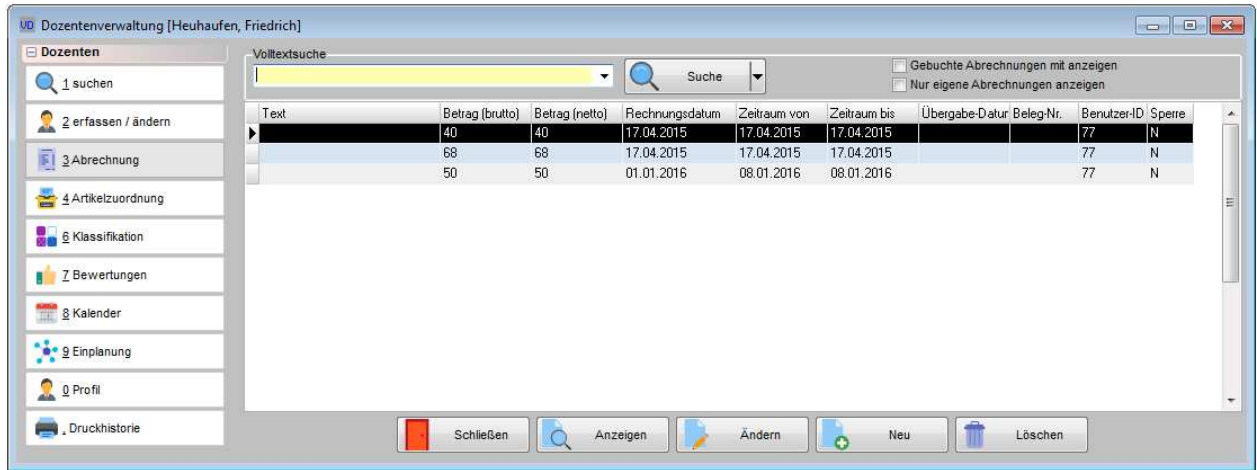 VD Dozentenverwaltung [Heuhaufen, Friedrich]
Dozenten
1 suchen
2 erfassen / ändern
3 Abrechnung
4 Artikelzuordnung
6 Klassifikation
7 Bewertungen
8 Kalender
9 Einplanung
0 Profil
. Druckhistorie
Volltextsuche
Suche
Gebuchte Abrechnungen mit anzeigen
Nur eigene Abrechnungen anzeigen
Text Betrag (brutto) Betrag (netto) Rechnungsdatum Zeitraum von Zeitraum bis Übergabe-Datur Beleg-Nr. Benutzer-ID Sperre
40 40 17.04.2015 17.04.2015 17.04.2015 77 N
68 68 17.04.2015 17.04.2015 17.04.2015 77 N
50 50 01.01.2016 08.01.2016 08.01.2016 77 N
Schließen Anzeigen Ändern Neu Löschen